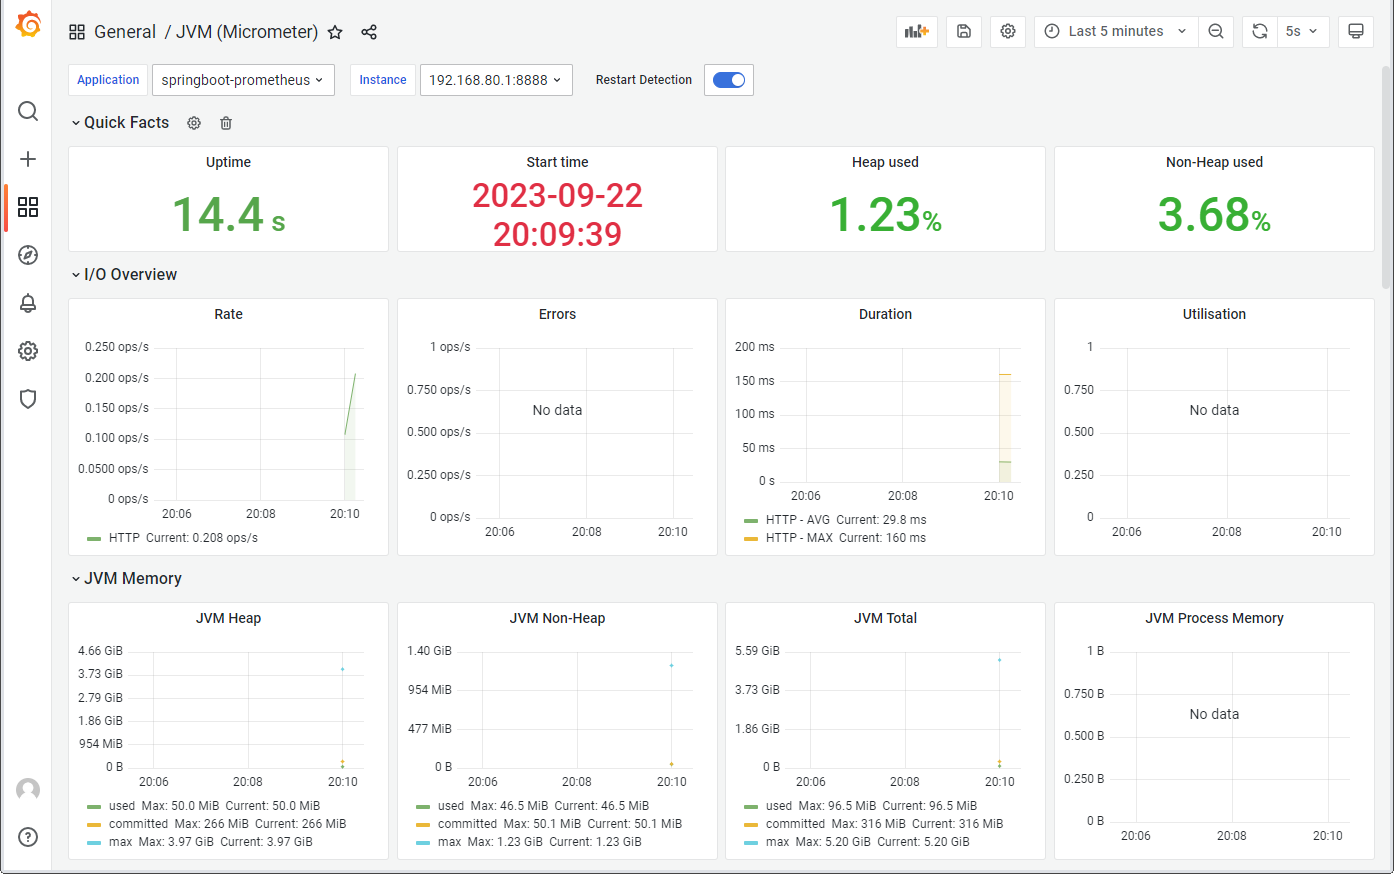 General / JVM (Micrometer)
Last 5 minutes
5s
Application springboot-prometheus Instance 192.168.80.1:8888 Restart Detection
Quick Facts
Uptime
14.4 s
Start time
2023-09-22
20:09:39
Heap used
1.23%
Non-Heap used
3.68%
I/O Overview
Rate
0.250 ops/s
0.200 ops/s
0.150 ops/s
0.100 ops/s
0.0500 ops/s
0 ops/s
20:06 20:08 20:10
HTTP Current: 0.208 ops/s
Errors
1 ops/s
0.750 ops/s
No data
0.500 ops/s
0.250 ops/s
0 ops/s
20:06 20:08 20:10
Duration
200 ms
150 ms
100 ms
50 ms
0 s
20:06 20:08 20:10
HTTP - AVG Current: 29.8 ms
HTTP - MAX Current: 160 ms
Utilisation
1
0.750
No data
0.500
0.250
0
20:06 20:08 20:10
JVM Memory
JVM Heap
4.66 GiB
3.73 GiB
2.79 GiB
1.86 GiB
954 MiB
0 B
20:06 20:08 20:10
used Max: 50.0 MiB Current: 50.0 MiB
committed Max: 266 MiB Current: 266 MiB
max Max: 3.97 GiB Current: 3.97 GiB
JVM Non-Heap
1.40 GiB
954 MiB
477 MiB
0 B
20:06 20:08 20:10
used Max: 46.5 MiB Current: 46.5 MiB
committed Max: 50.1 MiB Current: 50.1 MiB
max Max: 1.23 GiB Current: 1.23 GiB
JVM Total
5.59 GiB
3.73 GiB
1.86 GiB
0 B
20:06 20:08 20:10
used Max: 96.5 MiB Current: 96.5 MiB
committed Max: 316 MiB Current: 316 MiB
max Max: 5.20 GiB Current: 5.20 GiB
JVM Process Memory
1 B
0.750 B
No data
0.500 B
0.250 B
0 B
20:06 20:08 20:10